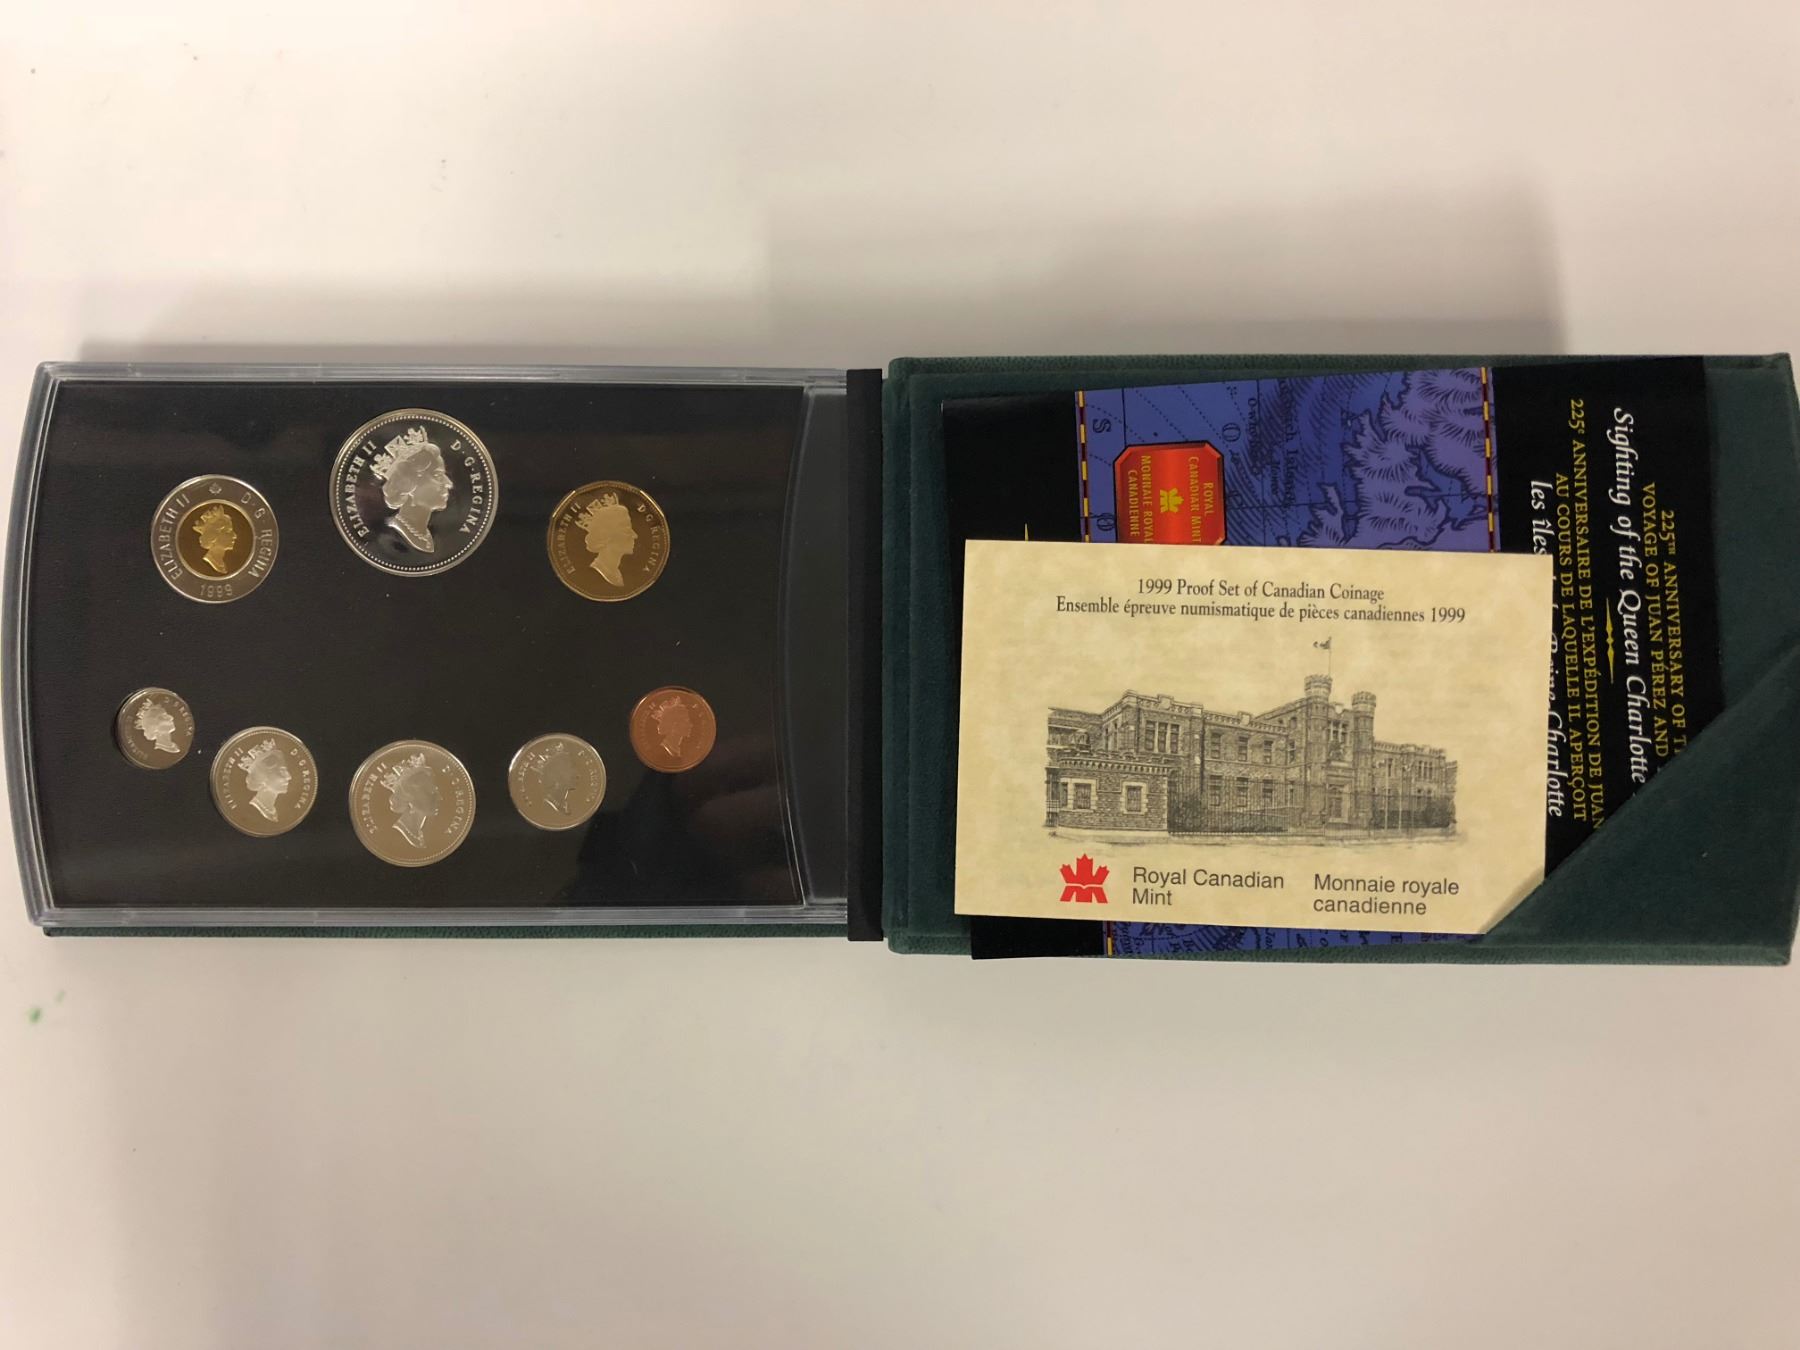 ELIZABETH II D·G·REGINA
1999
ELIZABETH II D·G·REGINA
ELIZABETH II D·G·REGINA
ELIZABETH II D·G·REGINA
ELIZABETH II D·G·REGINA
225TH ANNIVERSARY OF
VOYAGE OF JUAN PÉREZ AND
Sighting of the Queen Charlotte
225e ANNIVERSAIRE DE L'EXPÉDITION DE JUAN
AU COURS DE LAQUELLE IL APERÇOIT
les îles Charlotte
ROYAL
CANADIAN MINT
MONNAIE ROYALE
CANADIENNE
1999 Proof Set of Canadian Coinage
Ensemble épreuve numismatique de pièces canadiennes 1999
Royal Canadian
Mint
Monnaie royale
canadienne